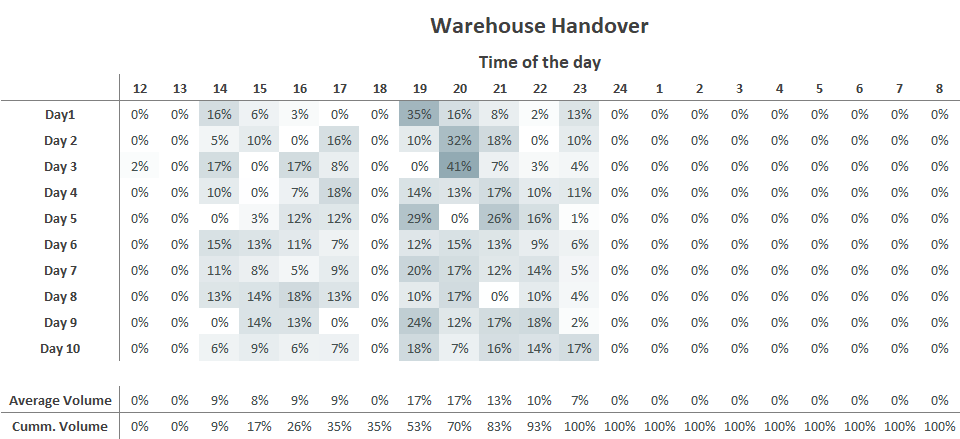 Warehouse Handover
Time of the day
12 13 14 15 16 17 18 19 20 21 22 23 24 1 2 3 4 5 6 7 8
Day1 0% 0% 16% 6% 3% 0% 0% 35% 16% 8% 2% 13% 0% 0% 0% 0% 0% 0% 0% 0% 0%
Day 2 0% 0% 5% 10% 0% 16% 0% 10% 32% 18% 0% 10% 0% 0% 0% 0% 0% 0% 0% 0% 0%
Day 3 2% 0% 17% 0% 17% 8% 0% 0% 41% 7% 3% 4% 0% 0% 0% 0% 0% 0% 0% 0% 0%
Day 4 0% 0% 10% 0% 7% 18% 0% 14% 13% 17% 10% 11% 0% 0% 0% 0% 0% 0% 0% 0% 0%
Day 5 0% 0% 0% 3% 12% 12% 0% 29% 0% 26% 16% 1% 0% 0% 0% 0% 0% 0% 0% 0% 0%
Day 6 0% 0% 15% 13% 11% 7% 0% 12% 15% 13% 9% 6% 0% 0% 0% 0% 0% 0% 0% 0% 0%
Day 7 0% 0% 11% 8% 5% 9% 0% 20% 17% 12% 14% 5% 0% 0% 0% 0% 0% 0% 0% 0% 0%
Day 8 0% 0% 13% 14% 18% 13% 0% 10% 17% 0% 10% 4% 0% 0% 0% 0% 0% 0% 0% 0% 0%
Day 9 0% 0% 0% 14% 13% 0% 0% 24% 12% 17% 18% 2% 0% 0% 0% 0% 0% 0% 0% 0% 0%
Day 10 0% 0% 6% 9% 6% 7% 0% 18% 7% 16% 14% 17% 0% 0% 0% 0% 0% 0% 0% 0% 0%
Average Volume 0% 0% 9% 8% 9% 9% 0% 17% 17% 13% 10% 7% 0% 0% 0% 0% 0% 0% 0% 0% 0%
Cumm. Volume 0% 0% 9% 17% 26% 35% 35% 53% 70% 83% 93% 100% 100% 100% 100% 100% 100% 100% 100% 100% 100%